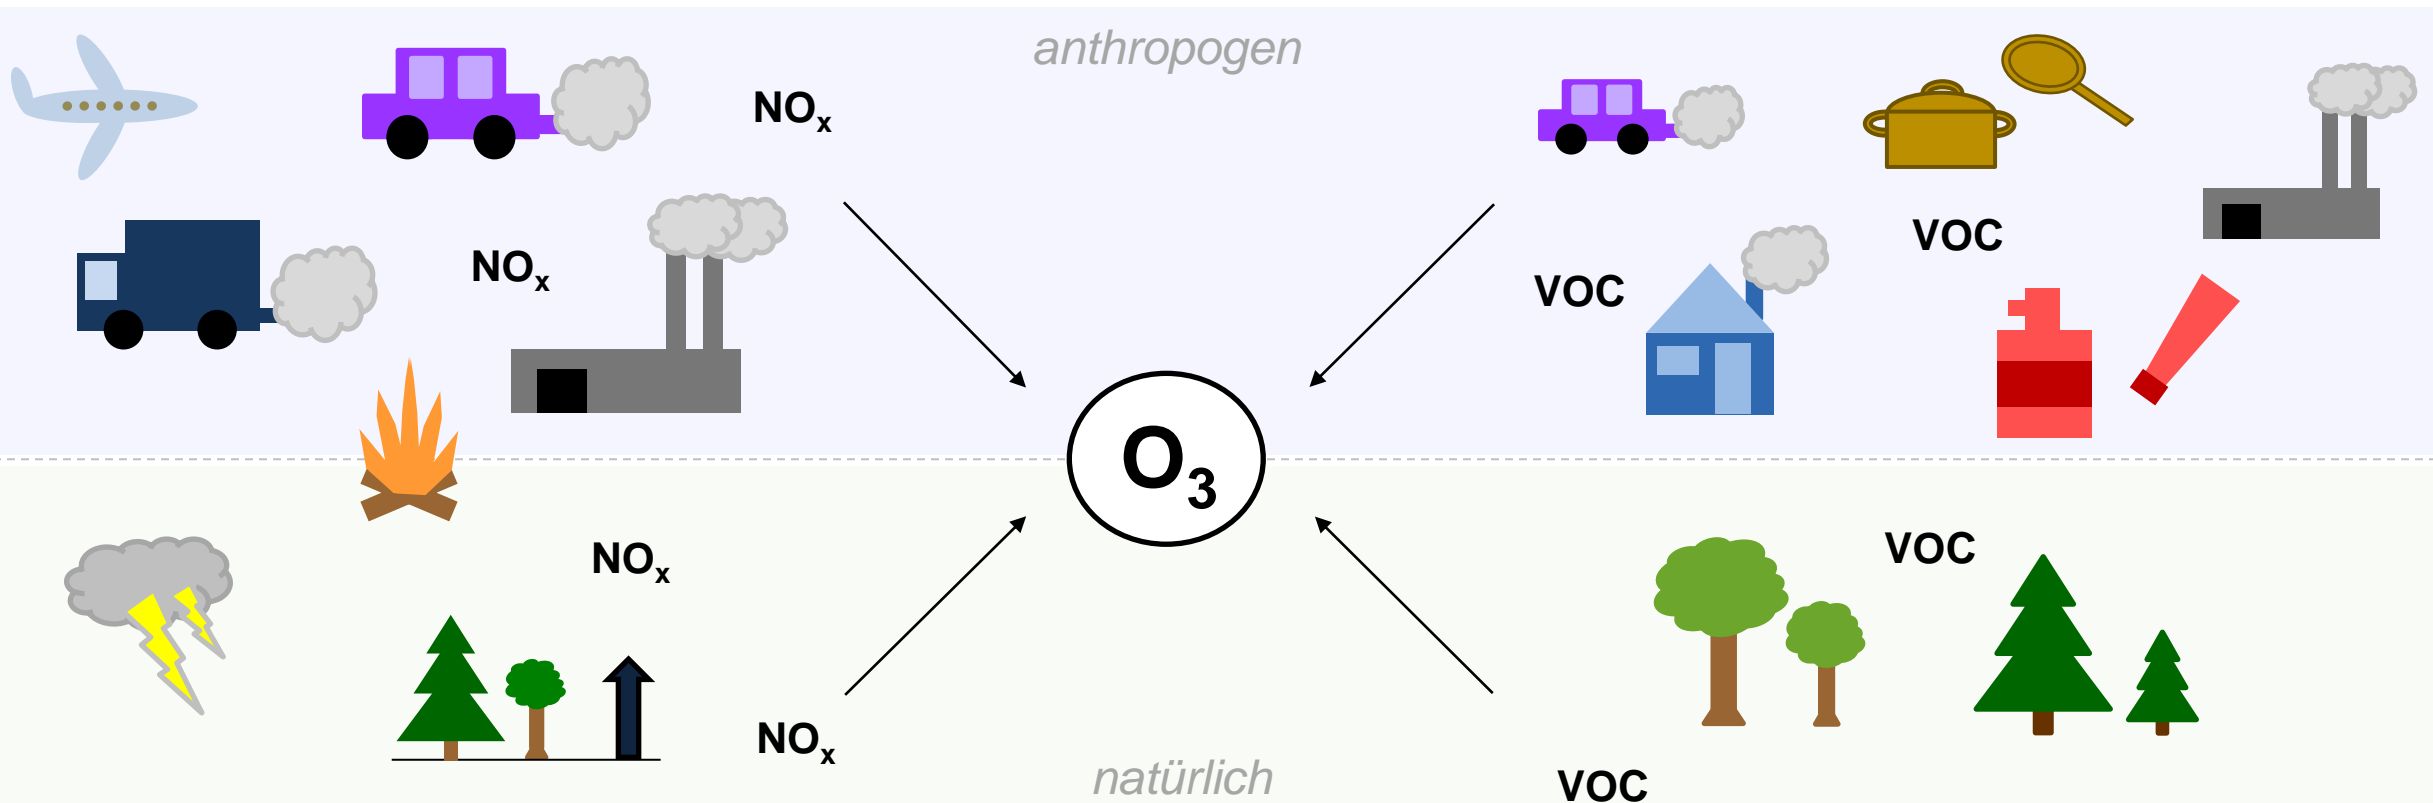 anthropogen
NOx
NOx
VOC
VOC
O3
NOx
NOx
VOC
VOC
natürlich